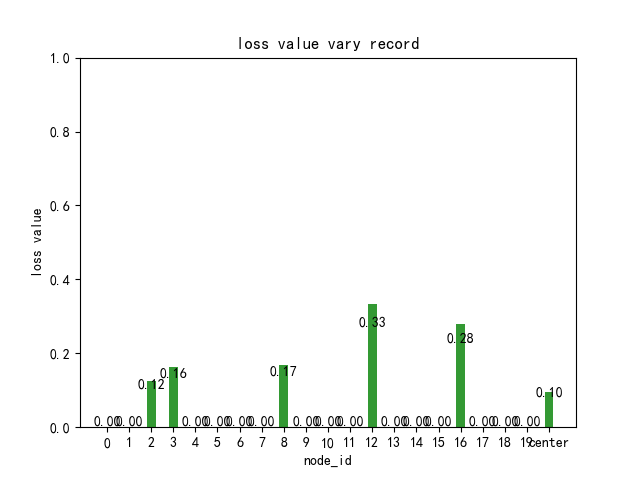 loss value vary record
1.0
0.8
0.6
0.4
0.2
0.0
loss value
0.00 0.00 0.12 0.16 0.00 0.00 0.00 0.00 0.17 0.00 0.00 0.00 0.33 0.00 0.00 0.00 0.28 0.00 0.00 0.00 0.10
0 1 2 3 4 5 6 7 8 9 10 11 12 13 14 15 16 17 18 19 center
node_id